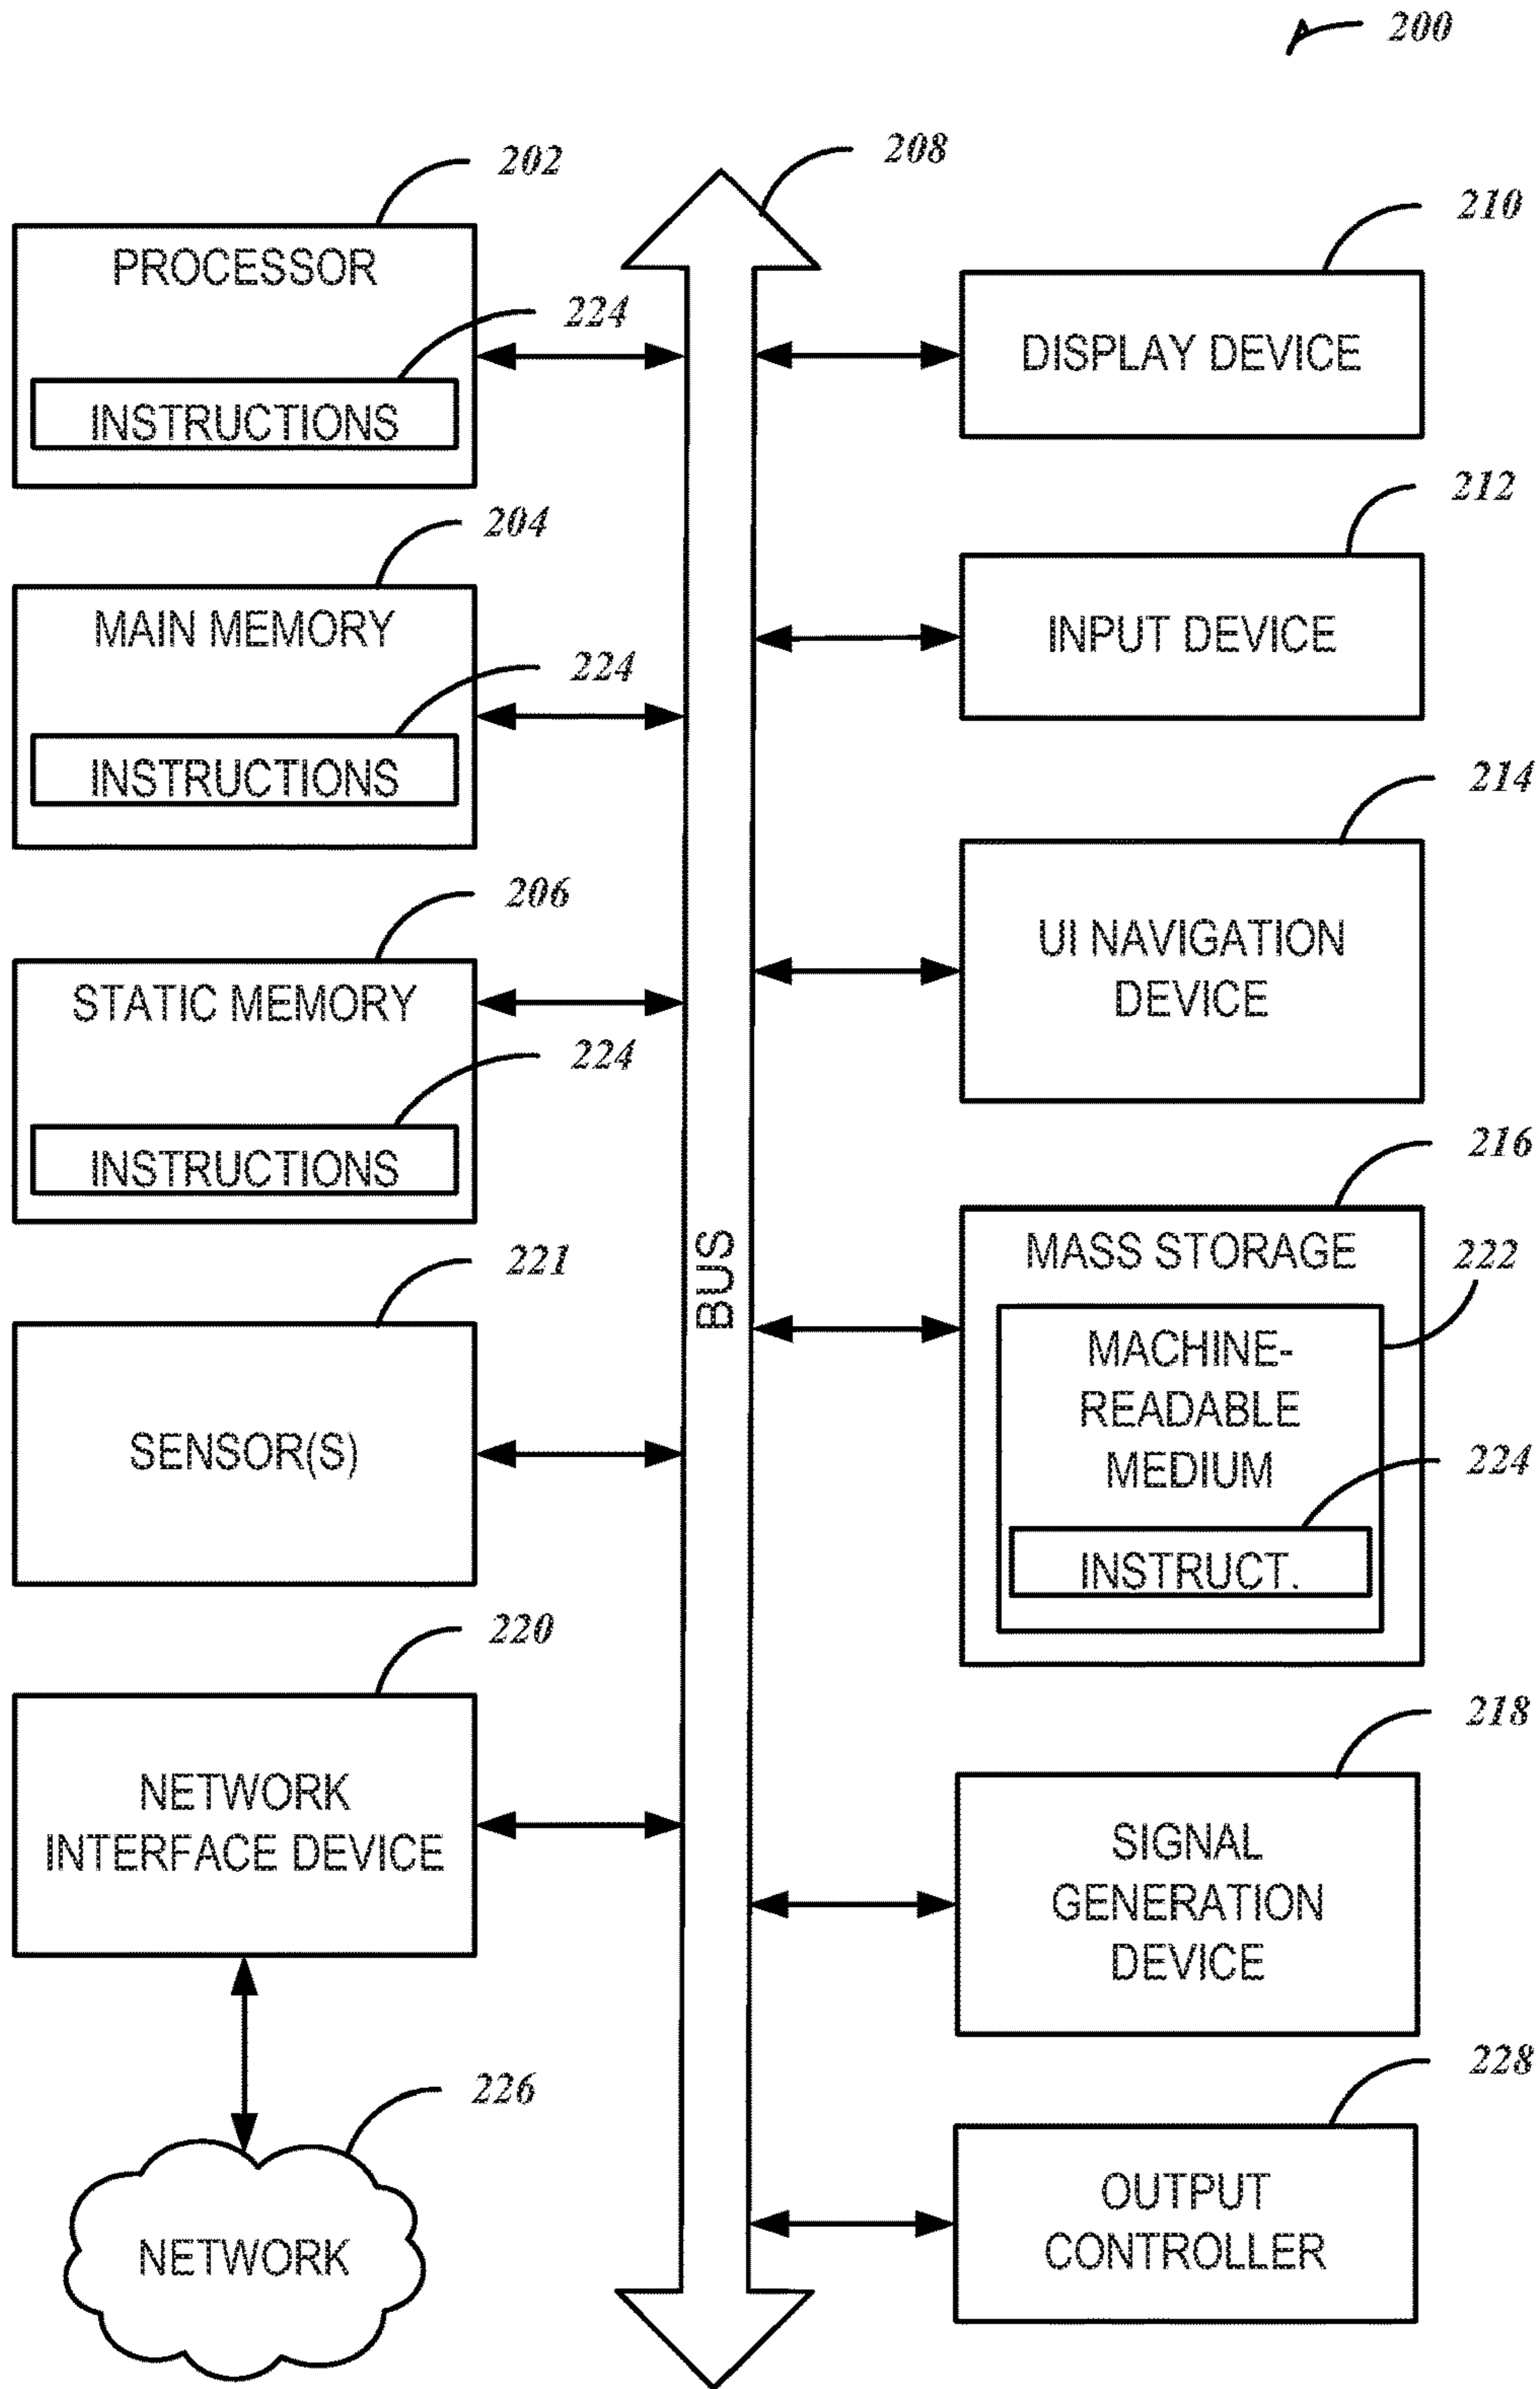 200
208
202
PROCESSOR
224
INSTRUCTIONS
204
MAIN MEMORY
224
INSTRUCTIONS
206
STATIC MEMORY
224
INSTRUCTIONS
221
SENSOR(S)
220
NETWORK
INTERFACE DEVICE
226
NETWORK
BUS
210
DISPLAY DEVICE
212
INPUT DEVICE
214
UI NAVIGATION
DEVICE
216
MASS STORAGE
222
MACHINE-
READABLE
MEDIUM
224
INSTRUCT.
218
SIGNAL
GENERATION
DEVICE
228
OUTPUT
CONTROLLER